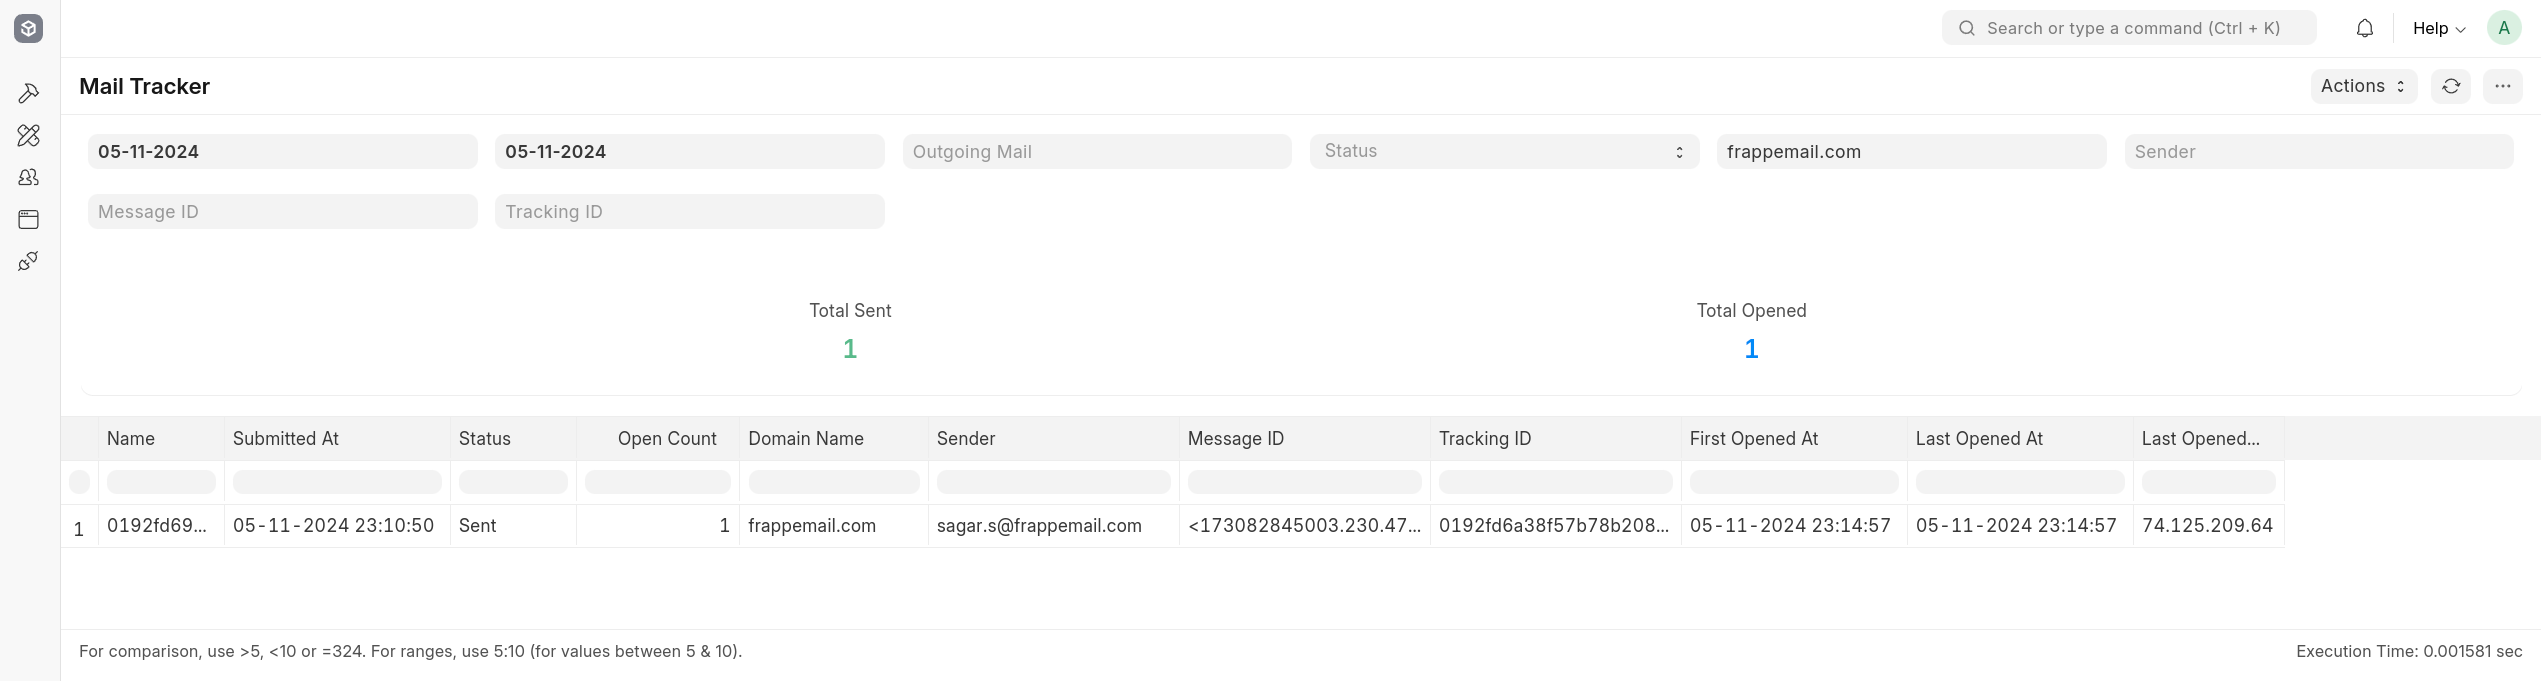 Search or type a command (Ctrl + K)
Help
A
Mail Tracker
Actions
05-11-2024
05-11-2024
Outgoing Mail
Status
frappemail.com
Sender
Message ID
Tracking ID
Total Sent
Total Opened
1
1
Name
Submitted At
Status
Open Count
Domain Name
Sender
Message ID
Tracking ID
First Opened At
Last Opened At
Last Opened...
1
0192fd69...
05-11-2024 23:10:50
Sent
1
frappemail.com
sagar.s@frappemail.com
<173082845003.230.47...
0192fd6a38f57b78b208...
05-11-2024 23:14:57
05-11-2024 23:14:57
74.125.209.64
For comparison, use >5, <10 or =324. For ranges, use 5:10 (for values between 5 & 10).
Execution Time: 0.001581 sec